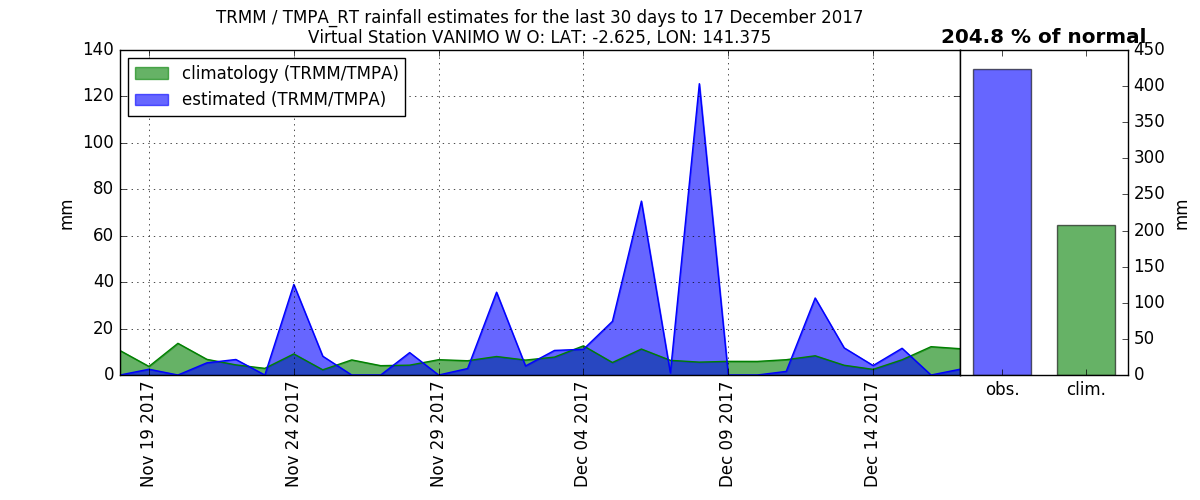 TRMM / TMPA_RT rainfall estimates for the last 30 days to 17 December 2017
Virtual Station VANIMO W O: LAT: -2.625, LON: 141.375
204.8 % of normal
climatology (TRMM/TMPA)
estimated (TRMM/TMPA)
mm
140
120
100
80
60
40
20
0
Nov 19 2017
Nov 24 2017
Nov 29 2017
Dec 04 2017
Dec 09 2017
Dec 14 2017
450
400
350
300
250
200
150
100
50
0
mm
obs.
clim.